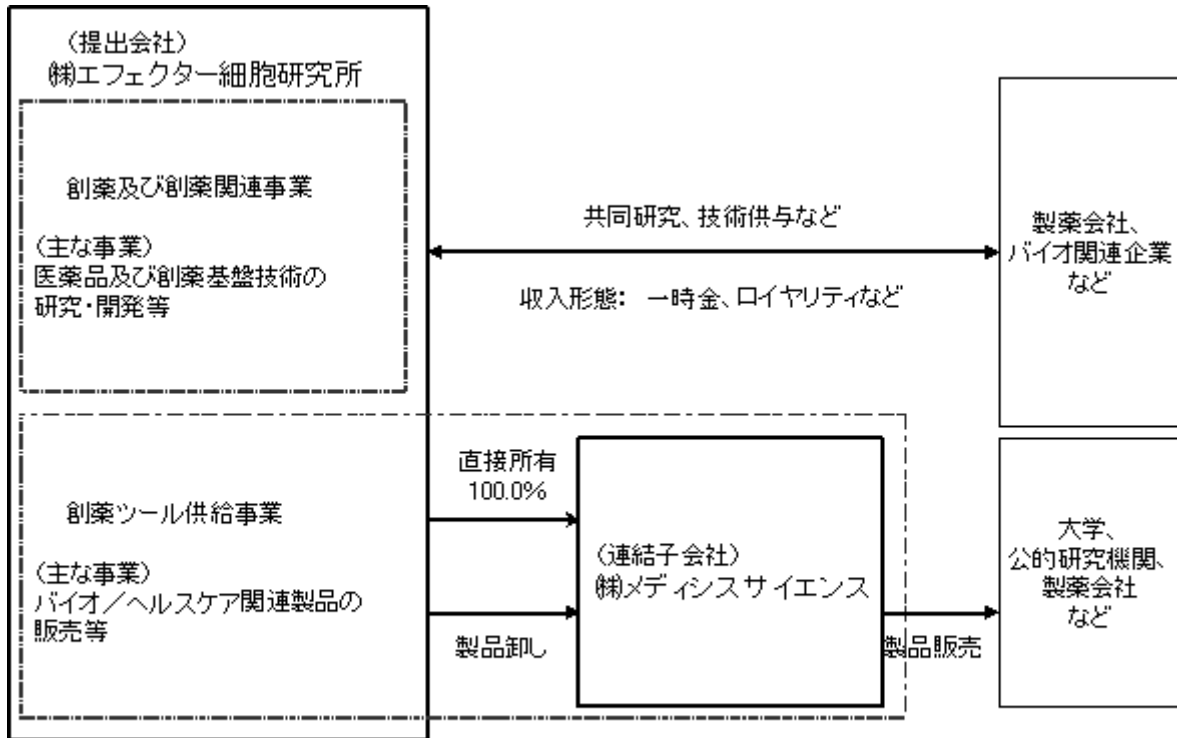 （提出会社）
㈱エフェクター細胞研究所
創薬及び創薬関連事業
（主な事業）
医薬品及び創薬基盤技術の
研究・開発等
共同研究、技術供与など
収入形態： 一時金、ロイヤリティなど
製薬会社、
バイオ関連企業
など
創薬ツール供給事業
（主な事業）
バイオ／ヘルスケア関連製品の
販売等
直接所有
100.0%
製品卸し
（連結子会社）
㈱メディシスサイエンス
製品販売
大学、
公的研究機関、
製薬会社
など